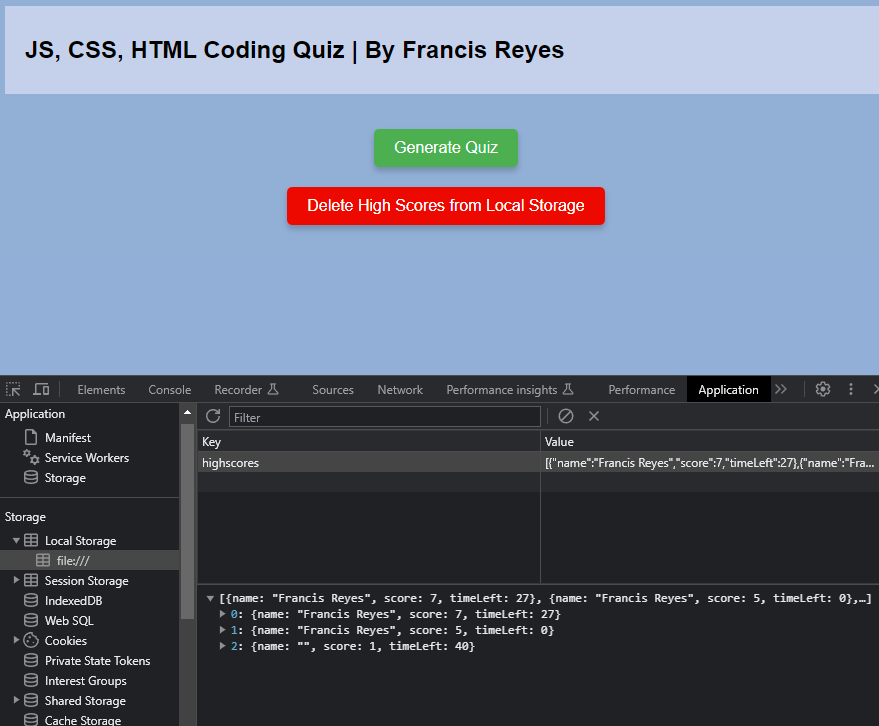 JS, CSS, HTML Coding Quiz | By Francis Reyes
Generate Quiz
Delete High Scores from Local Storage
Elements Console Recorder Sources Network Performance insights Performance Application
Application
Manifest
Service Workers
Storage
Storage
Local Storage
file:///
Session Storage
IndexedDB
Web SQL
Cookies
Private State Tokens
Interest Groups
Shared Storage
Cache Storage
Filter
Key Value
highscores [{"name":"Francis Reyes","score":7,"timeLeft":27},{"name":"Fra...
[{name: "Francis Reyes", score: 7, timeLeft: 27}, {name: "Francis Reyes", score: 5, timeLeft: 0},…]
0: {name: "Francis Reyes", score: 7, timeLeft: 27}
1: {name: "Francis Reyes", score: 5, timeLeft: 0}
2: {name: "", score: 1, timeLeft: 40}